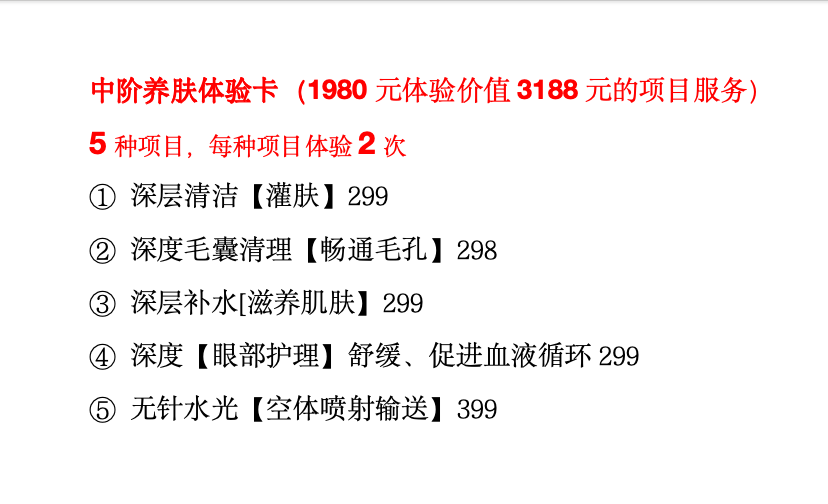 中阶养肤体验卡（1980 元体验价值 3188 元的项目服务）
5 种项目，每种项目体验 2 次
① 深层清洁【灌肤】299
② 深度毛囊清理【畅通毛孔】298
③ 深层补水[滋养肌肤】299
④ 深度【眼部护理】舒缓、促进血液循环 299
⑤ 无针水光【空体喷射输送】399